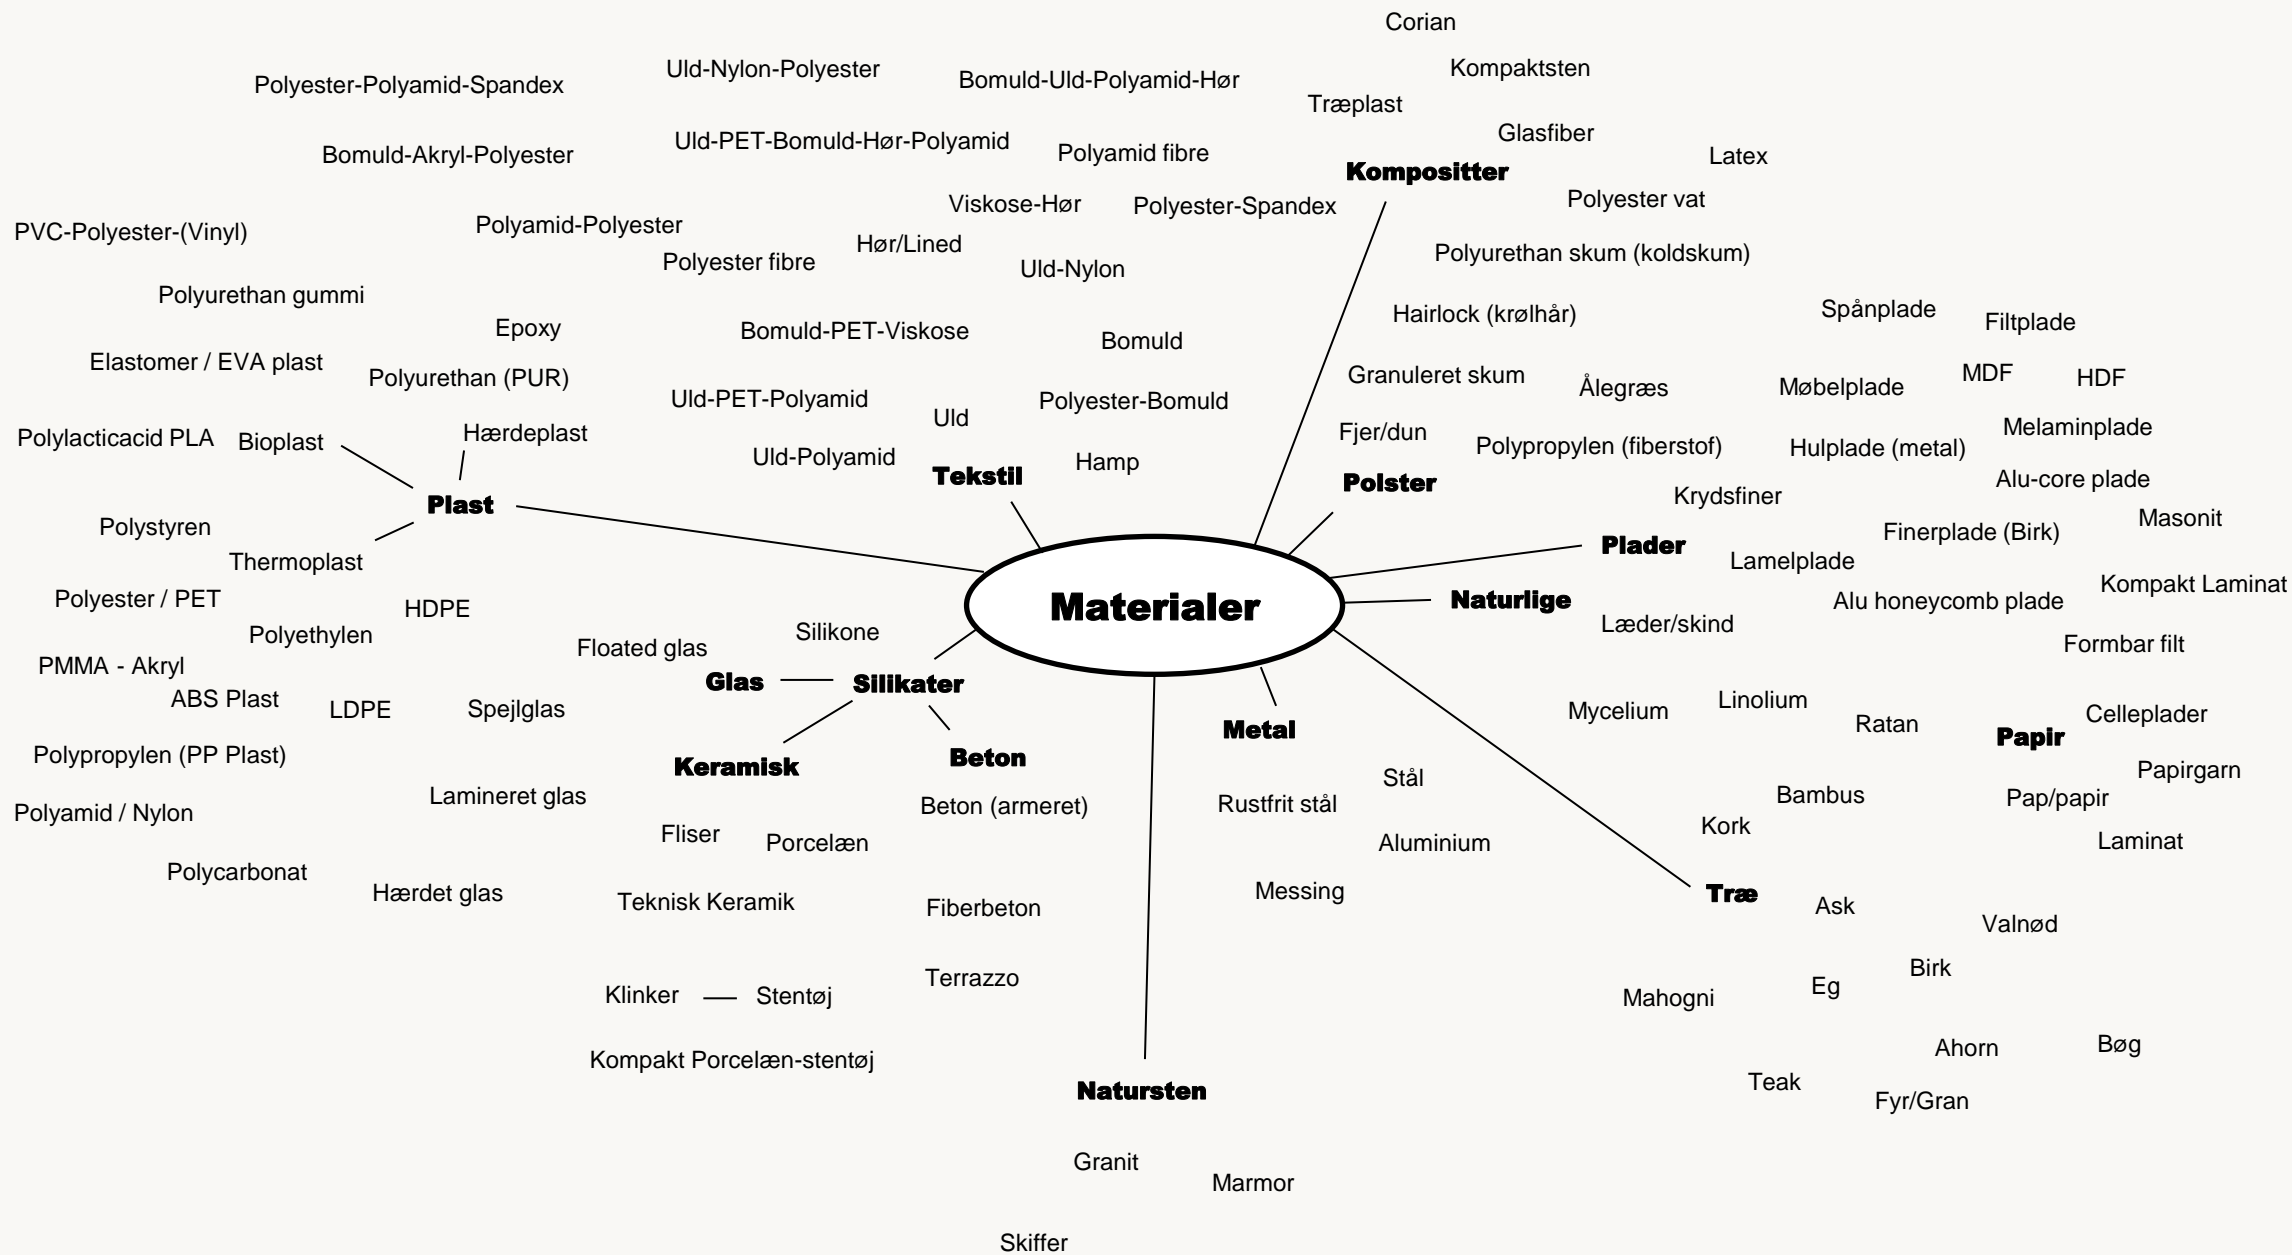 Corian
Uld-Nylon-Polyester
Kompaktsten
Polyester-Polyamid-Spandex
Bomuld-Uld-Polyamid-Hør
Træplast
Glasfiber
Uld-PET-Bomuld-Hør-Polyamid
Bomuld-Akryl-Polyester
Polyamid fibre
Latex
Kompositter
Polyester vat
Viskose-Hør
Polyester-Spandex
PVC-Polyester-(Vinyl)
Polyamid-Polyester
Hør/Lined
Polyester fibre
Polyurethan skum (koldskum)
Uld-Nylon
Polyurethan gummi
Epoxy
Hairlock (krølhår)
Spånplade
Filtplade
Bomuld-PET-Viskose
Bomuld
Elastomer / EVA plast
Polyurethan (PUR)
Granuleret skum
Ålegræs
Møbelplade
MDF
HDF
Uld-PET-Polyamid
Polyester-Bomuld
Uld
Polylacticacid PLA
Bioplast
Hærdeplast
Fjer/dun
Polypropylen (fiberstof)
Hulplade (metal)
Melaminplade
Uld-Polyamid
Hamp
Tekstil
Polster
Alu-core plade
Krydsfiner
Plast
Polystyren
Masonit
Finerplade (Birk)
Plader
Thermoplast
Lamelplade
Kompakt Laminat
Polyester / PET
HDPE
Materialer
Naturlige
Alu honeycomb plade
Polyethylen
Floated glas
Silikone
Læder/skind
Formbar filt
PMMA - Akryl
Glas
Silikater
ABS Plast
LDPE
Spejlglas
Mycelium
Linolium
Ratan
Celleplader
Metal
Papir
Polypropylen (PP Plast)
Keramisk
Beton
Papirgarn
Stål
Polyamid / Nylon
Lamineret glas
Beton (armeret)
Rustfrit stål
Bambus
Pap/papir
Fliser
Porcelæn
Aluminium
Kork
Laminat
Polycarbonat
Hærdet glas
Teknisk Keramik
Fiberbeton
Messing
Træ
Ask
Valnød
Terrazzo
Birk
Klinker
Stentøj
Mahogni
Eg
Kompakt Porcelæn-stentøj
Ahorn
Bøg
Natursten
Teak
Fyr/Gran
Granit
Marmor
Skiffer